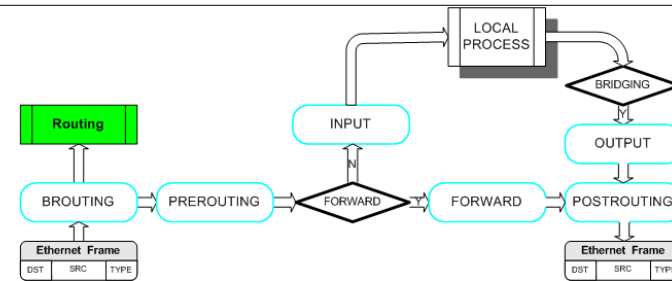 LOCAL
PROCESS
BRIDGING
Routing
INPUT
Y
OUTPUT
N
BROUTING
PREROUTING
FORWARD
Y
FORWARD
POSTROUTING
Ethernet Frame
DST SRC TYPE
Ethernet Frame
DST SRC TYPE